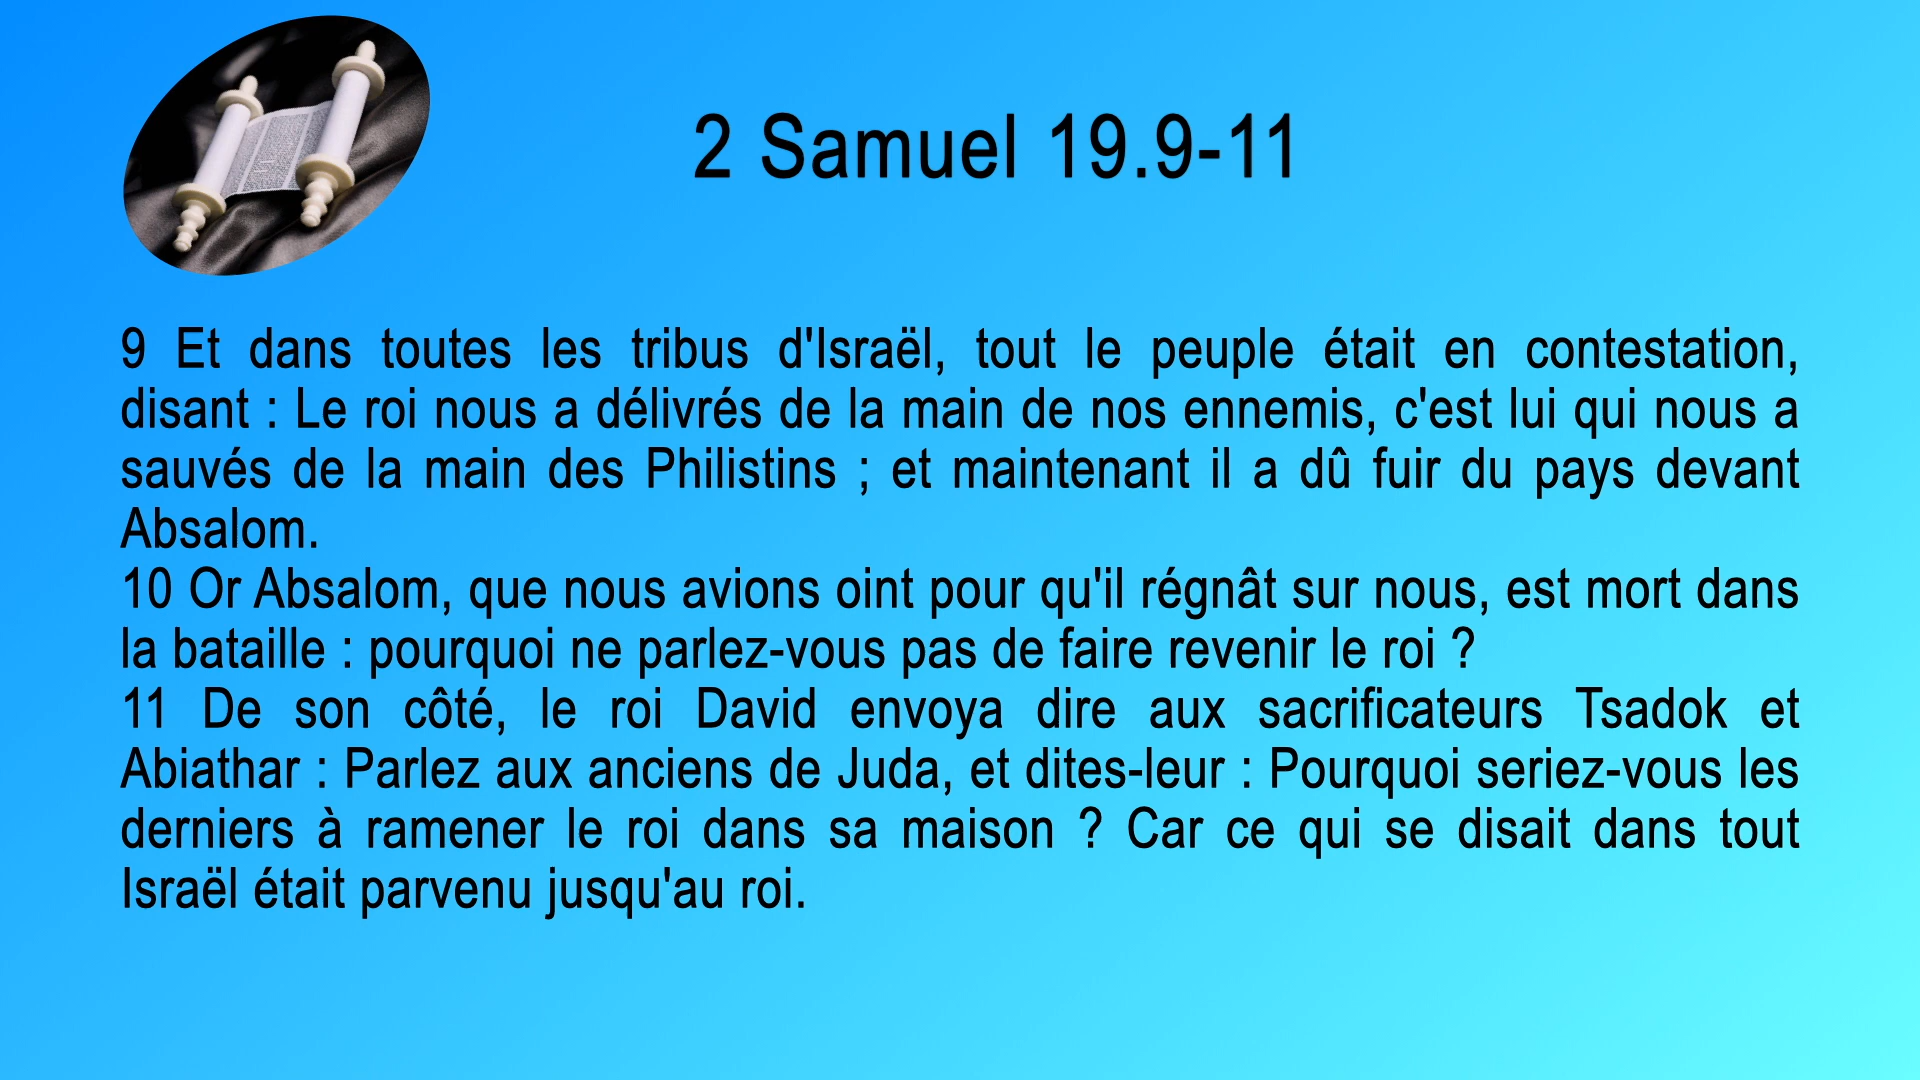 2 Samuel 19.9-11
9 Et dans toutes les tribus d'Israël, tout le peuple était en contestation,
disant : Le roi nous a délivrés de la main de nos ennemis, c'est lui qui nous a
sauvés de la main des Philistins ; et maintenant il a dû fuir du pays devant
Absalom.
10 Or Absalom, que nous avions oint pour qu'il régnât sur nous, est mort dans
la bataille : pourquoi ne parlez-vous pas de faire revenir le roi ?
11 De son côté, le roi David envoya dire aux sacrificateurs Tsadok et
Abiathar : Parlez aux anciens de Juda, et dites-leur : Pourquoi seriez-vous les
derniers à ramener le roi dans sa maison ? Car ce qui se disait dans tout
Israël était parvenu jusqu'au roi.